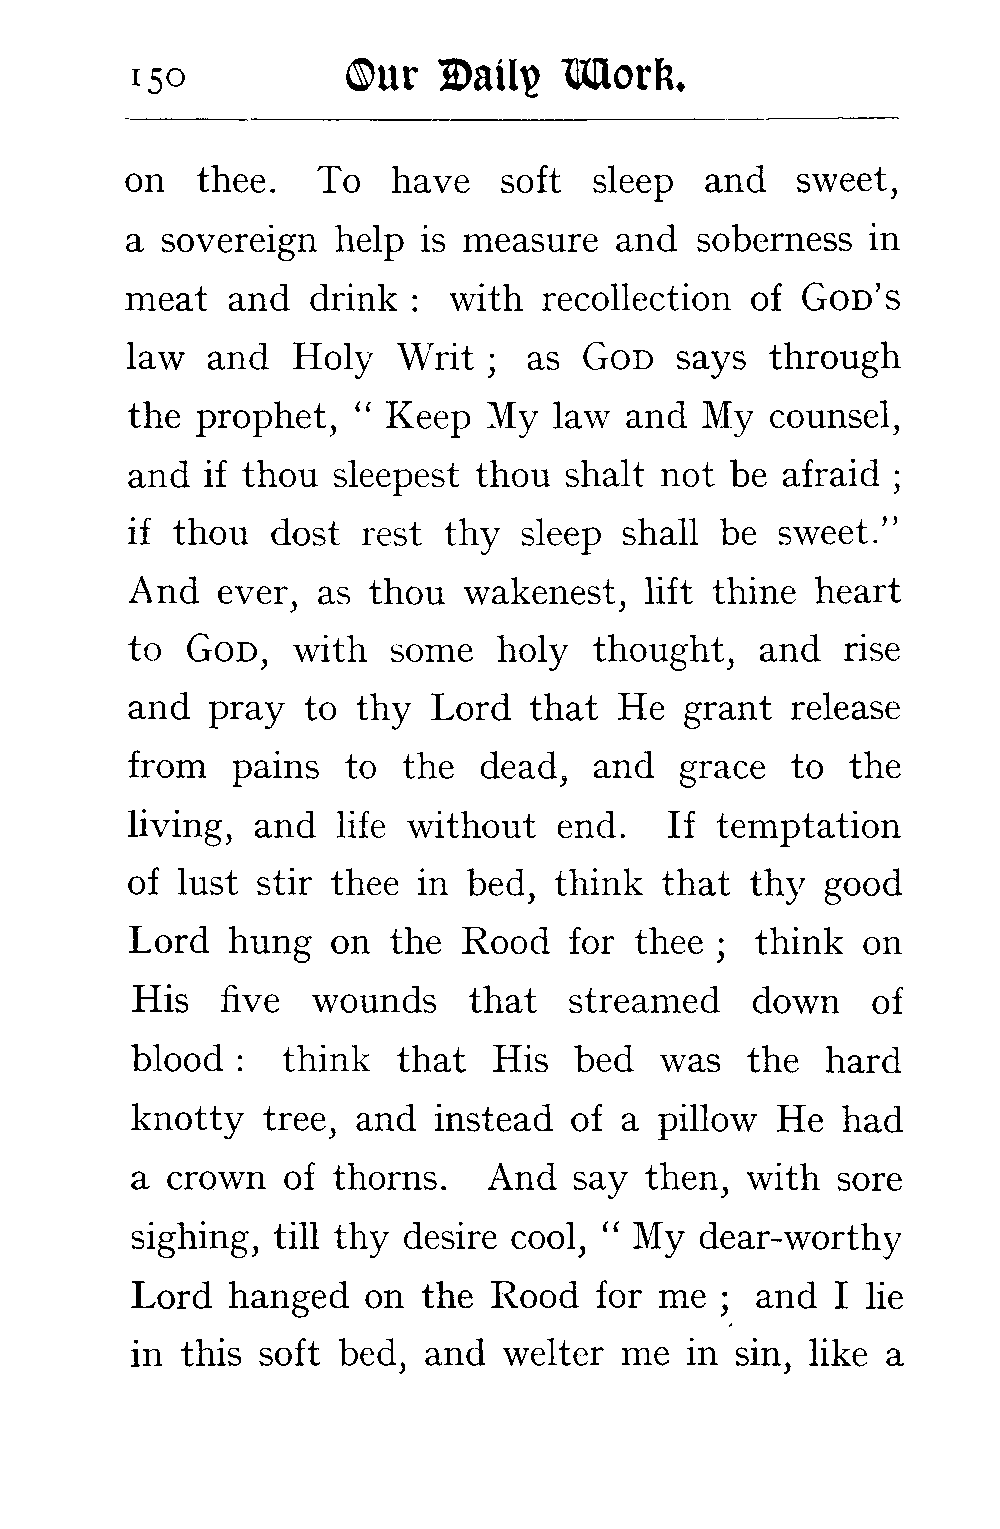 150 Our Daily Work.
on thee. To have soft sleep and sweet,
a sovereign help is measure and soberness in
meat and drink : with recollection of GOD'S
law and Holy Writ ; as GOD says through
the prophet, “ Keep My law and My counsel,
and if thou sleepest thou shalt not be afraid ;
if thou dost rest thy sleep shall be sweet.”
And ever, as thou wakenest, lift thine heart
to GOD, with some holy thought, and rise
and pray to thy Lord that He grant release
from pains to the dead, and grace to the
living, and life without end. If temptation
of lust stir thee in bed, think that thy good
Lord hung on the Rood for thee ; think on
His five wounds that streamed down of
blood : think that His bed was the hard
knotty tree, and instead of a pillow He had
a crown of thorns. And say then, with sore
sighing, till thy desire cool, “ My dear-worthy
Lord hanged on the Rood for me ; and I lie
in this soft bed, and welter me in sin, like a